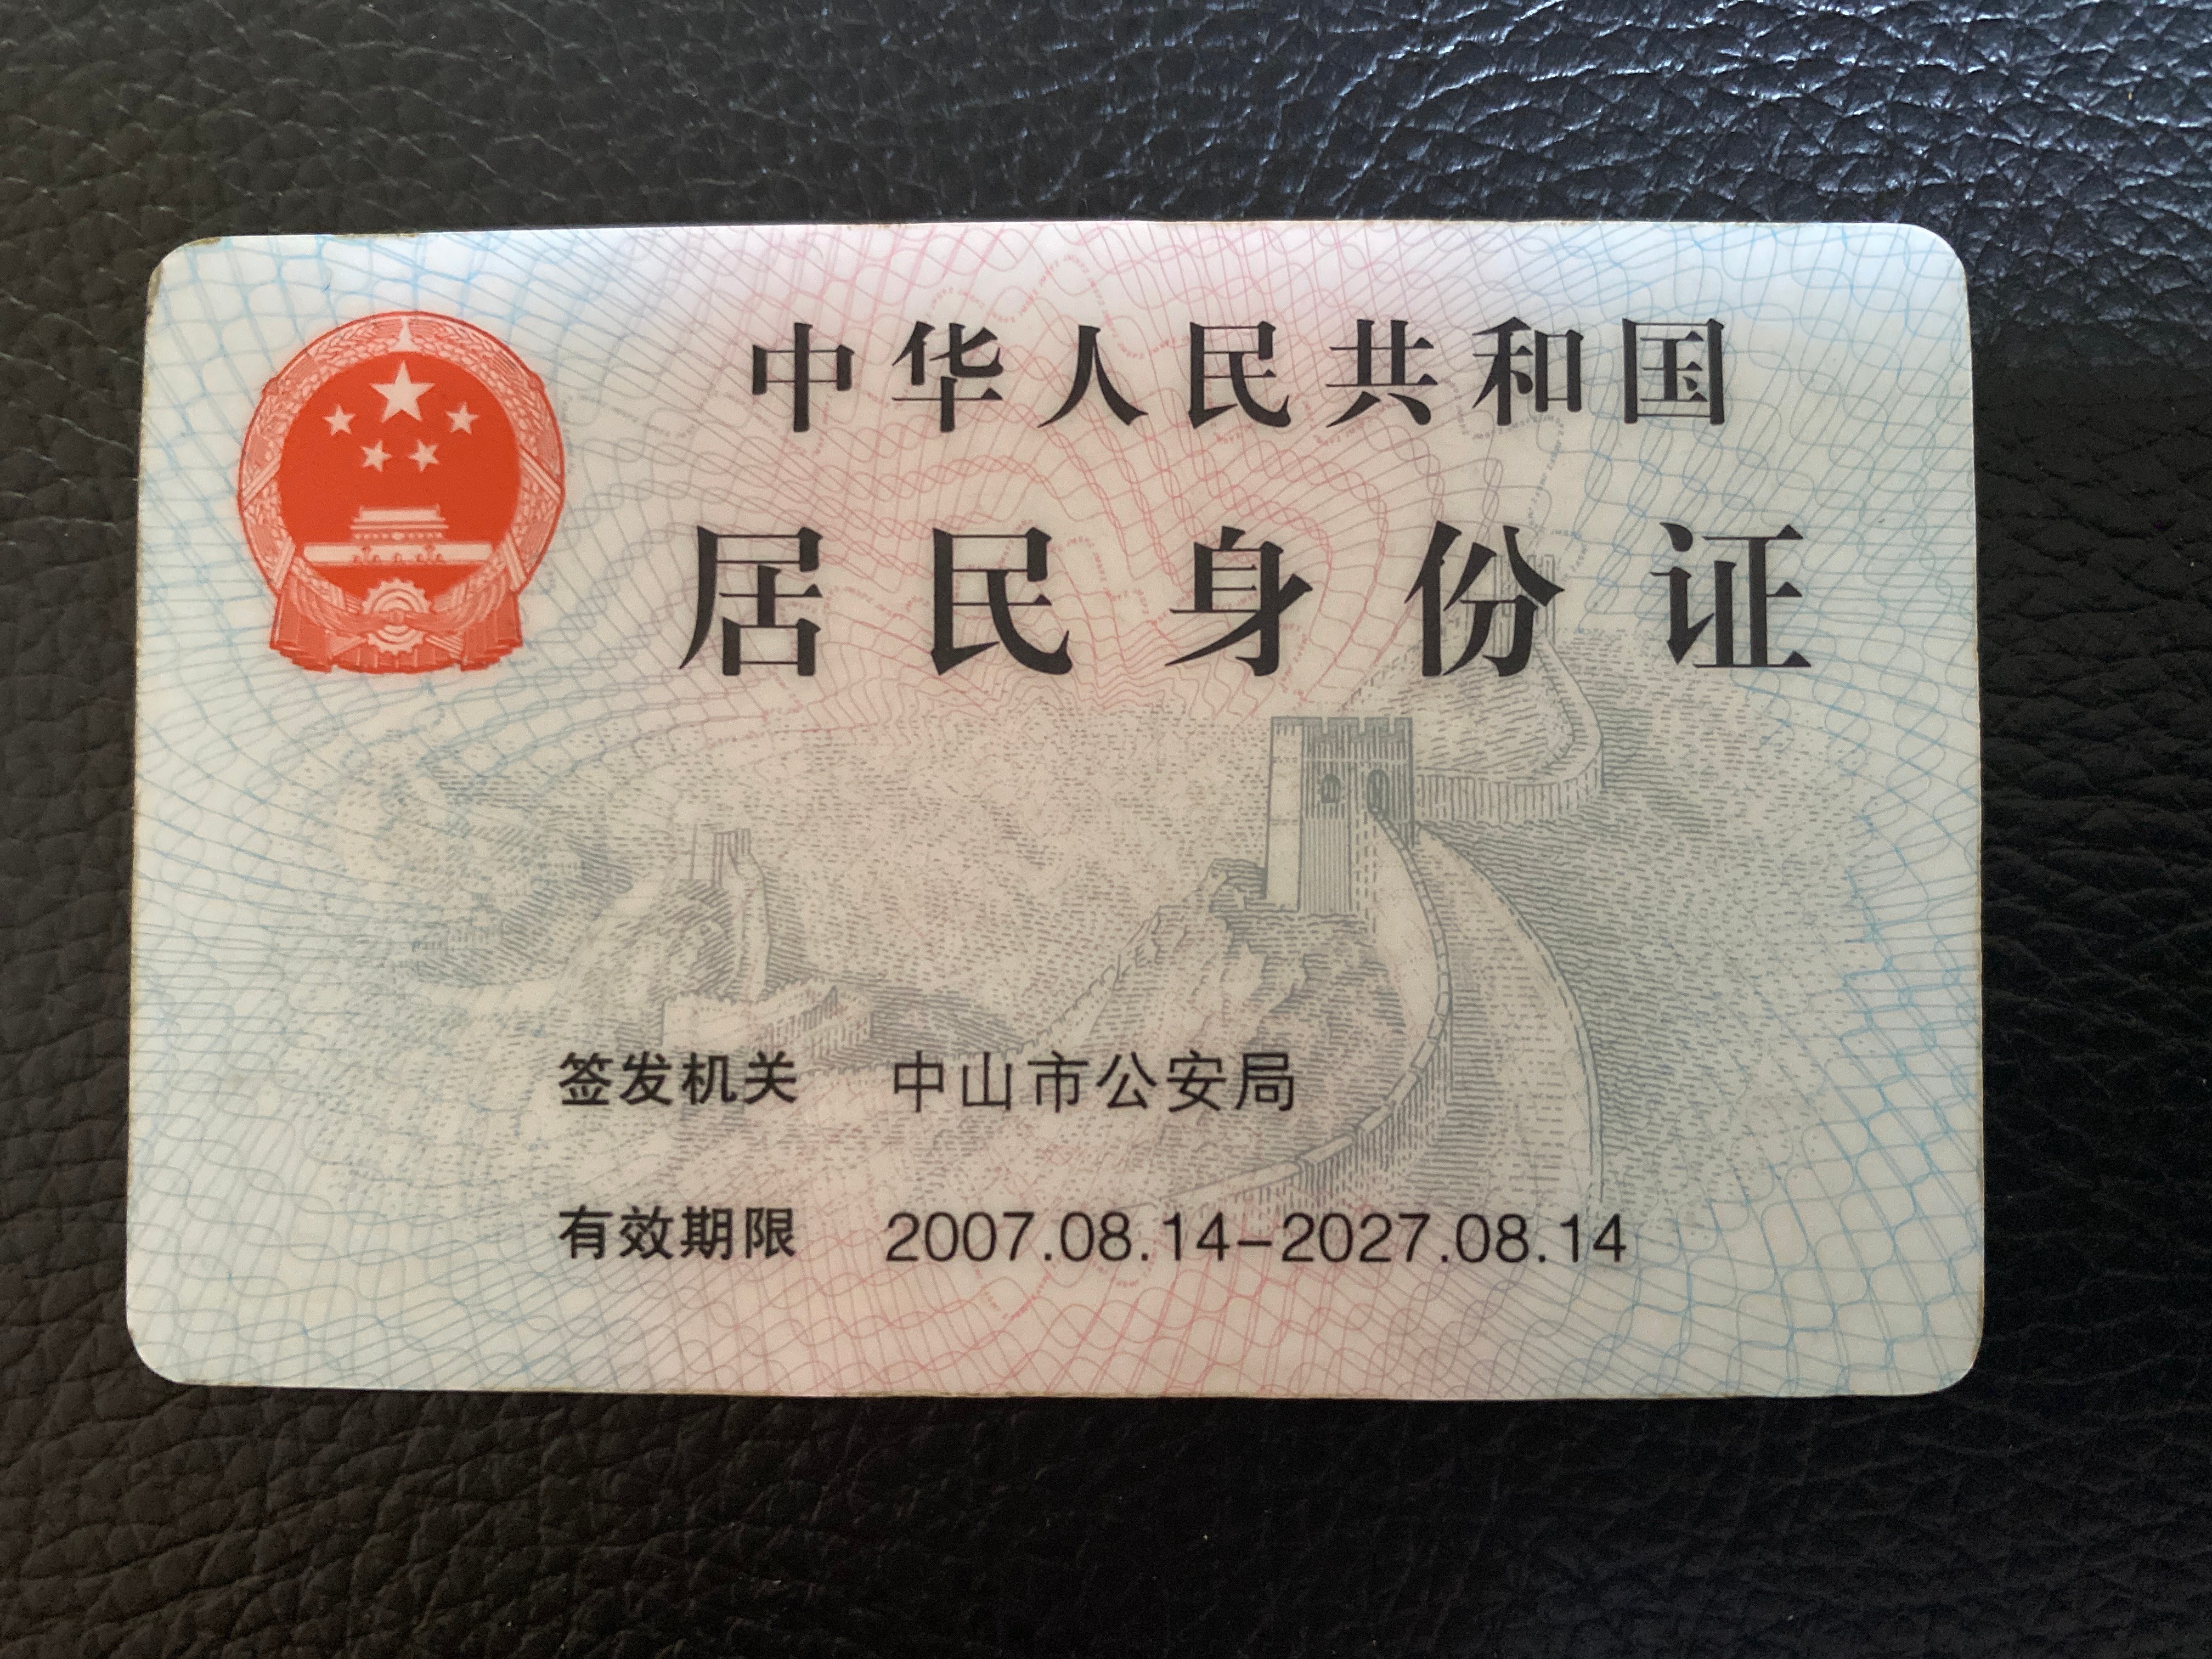 中华人民共和国
居民身份证
签发机关 中山市公安局
有效期限 2007.08.14-2027.08.14